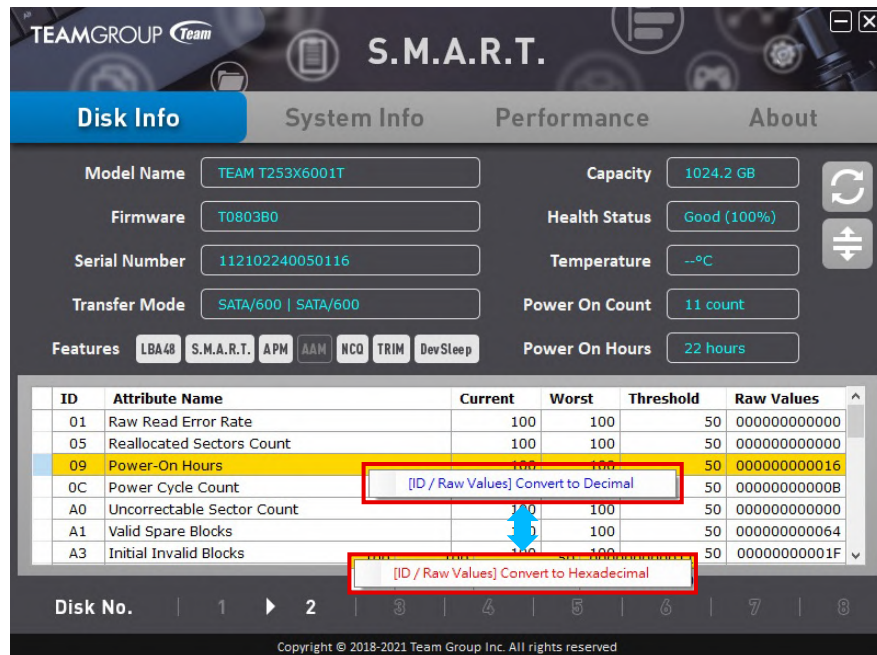 TEAMGROUP Team
S.M.A.R.T.
Disk Info System Info Performance About
Model Name TEAM T253X6001T Capacity 1024.2 GB
Firmware T0803B0 Health Status Good (100%)
Serial Number 112102240050116 Temperature --°C
Transfer Mode SATA/600 | SATA/600 Power On Count 11 count
Features LBA48 S.M.A.R.T. APM AAM NCQ TRIM DevSleep Power On Hours 22 hours
ID Attribute Name Current Worst Threshold Raw Values
01 Raw Read Error Rate 100 100 50 000000000000
05 Reallocated Sectors Count 100 100 50 000000000000
09 Power-On Hours 100 100 50 000000000016
[ID / Raw Values] Convert to Decimal
0C Power Cycle Count 50 00000000000B
A0 Uncorrectable Sector Count 100 100 50 000000000000
A1 Valid Spare Blocks 100 50 000000000064
A3 Initial Invalid Blocks 100 100 50 00000000001F
[ID / Raw Values] Convert to Hexadecimal
Disk No. 1 2 3 4 5 6 7 8
Copyright © 2018-2021 Team Group Inc. All rights reserved